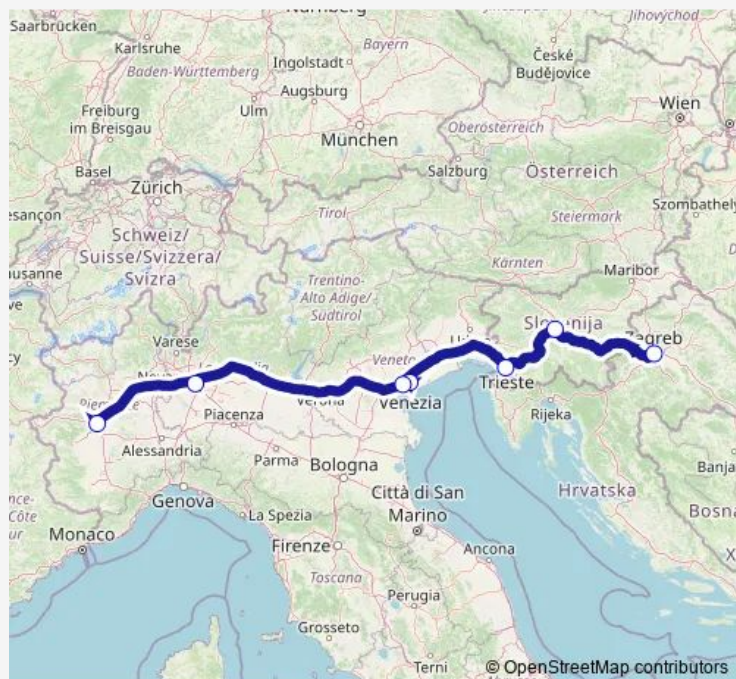 Nürnberg
Saarbrücken
Jihovýchod
Karlsruhe
Bayern
České
Budějovice
Ingolstadt
Baden-Württemberg
Augsburg
Ulm
Wien
Freiburg
im Breisgau
München
Oberösterreich
Basel
Salzburg
Österreich
Zürich
Szombathely
Tirol
Steiermark
Schweiz/
Suisse/Svizzera/
Svizra
Kärnten
Maribor
Trentino-
Alto Adige/
Südtirol
Slovenija
Varese
Zagreb
Veneto
Trieste
Piemonte
Verona
Venezia
Piacenza
Rijeka
Alessandria
Parma
Bologna
Banja
Genova
Città di San
Marino
Hrvatska
La Spezia
Bosna
Monaco
Firenze
Ancona
Toscana
Perugia
Grosseto
Terni
© OpenStreetMap contributors